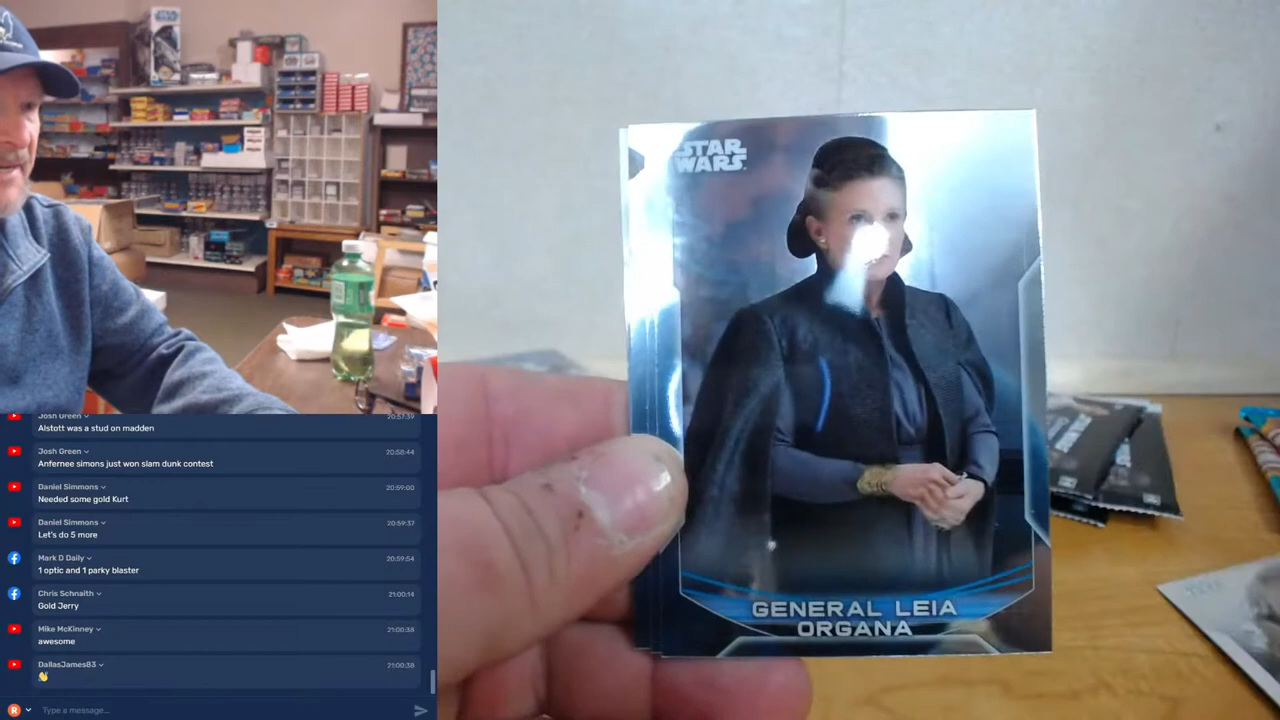 Josh Green 20:57:39
Alstott was a stud on madden
Josh Green 20:58:44
Anfernee simons just won slam dunk contest
Daniel Simmons 20:59:00
Needed some gold Kurt
Daniel Simmons 20:59:37
Let's do 5 more
Mark D Daily 20:59:54
1 optic and 1 parky blaster
Chris Schnaith 21:00:14
Gold Jerry
Mike McKinney 21:00:38
awesome
DallasJames83 21:00:38
👋
R
Type a message...
STAR
WARS
GENERAL LEIA
ORGANA